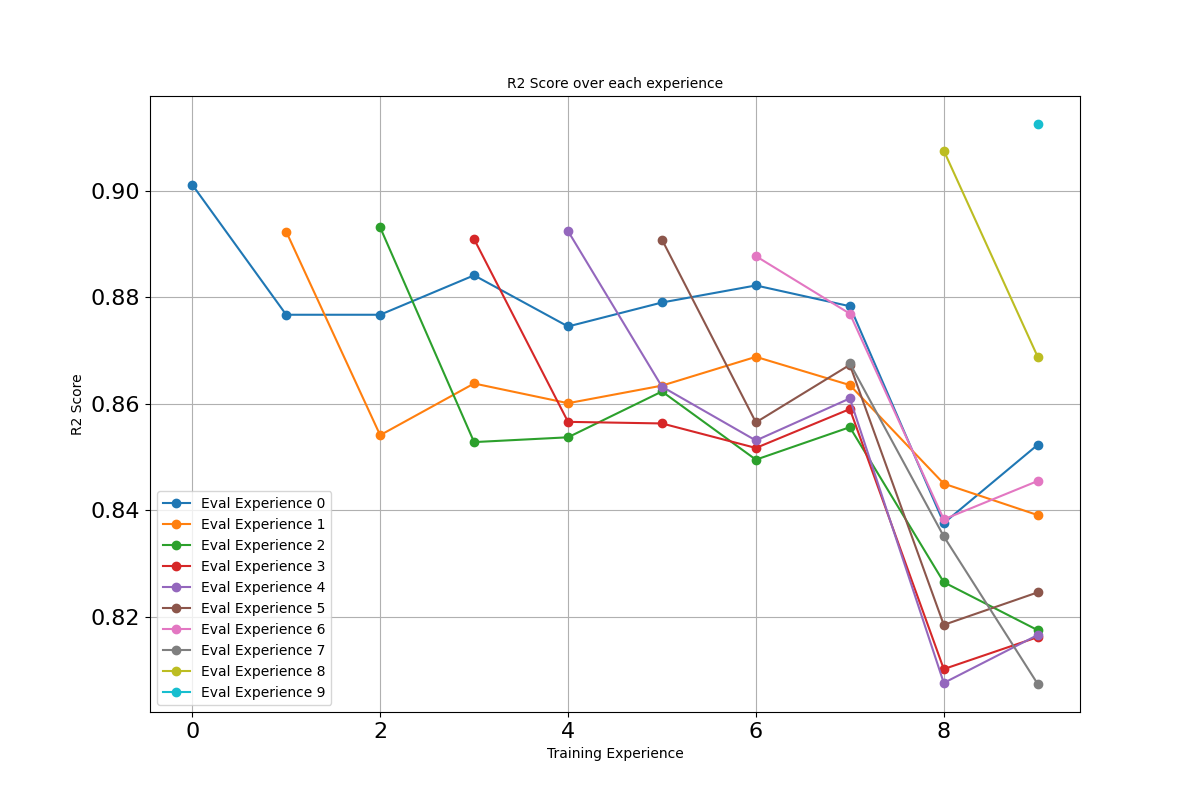 R2 Score over each experience
R2 Score
0.90
0.88
0.86
0.84
0.82
Eval Experience 0
Eval Experience 1
Eval Experience 2
Eval Experience 3
Eval Experience 4
Eval Experience 5
Eval Experience 6
Eval Experience 7
Eval Experience 8
Eval Experience 9
0 2 4 6 8
Training Experience